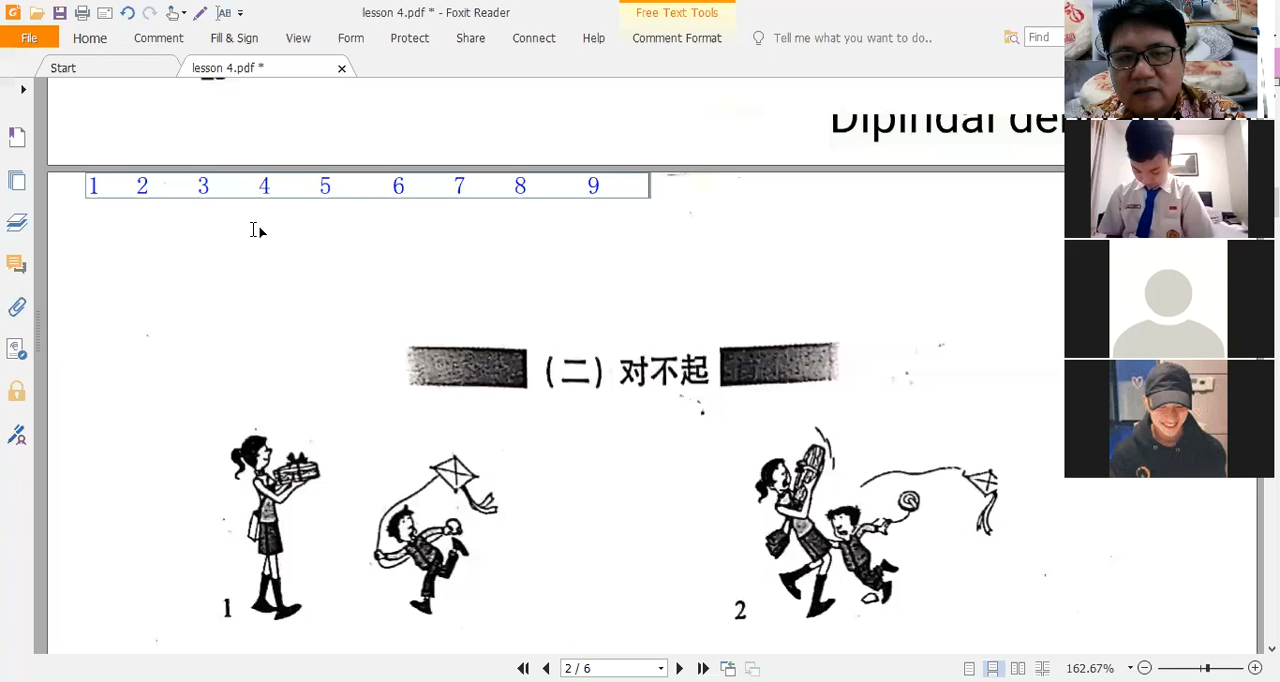 lesson 4.pdf * - Foxit Reader
Free Text Tools
File Home Comment Fill & Sign View Form Protect Share Connect Help Comment Format Tell me what you want to do.. Find
Start lesson 4.pdf *
Dipindai
1 2 3 4 5 6 7 8 9
（二）对不起
1 2
2 / 6 162.67%